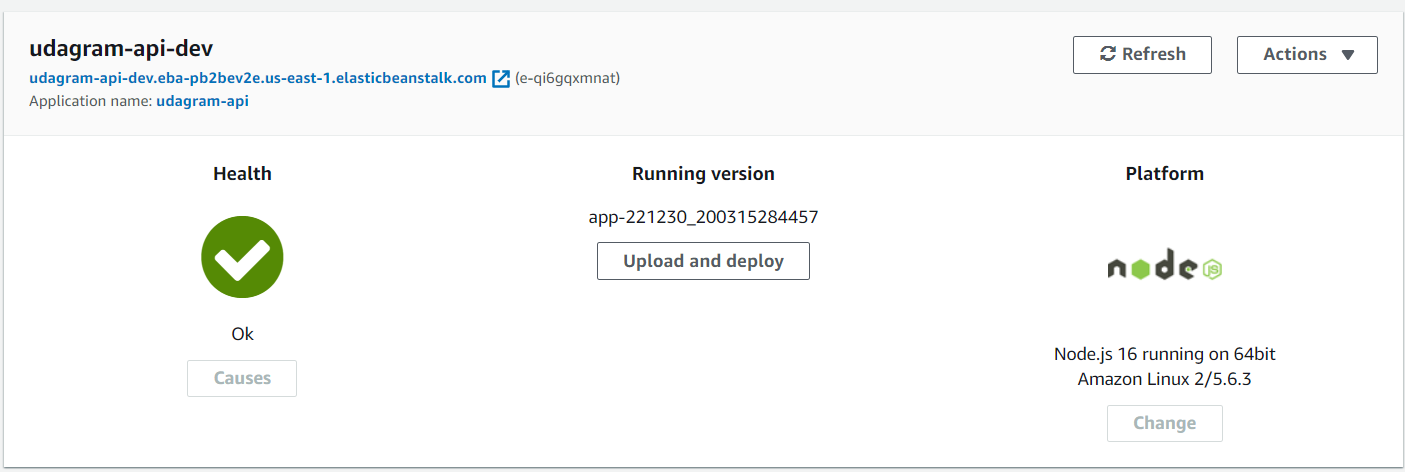 udagram-api-dev
Refresh
Actions
udagram-api-dev.eba-pb2bev2e.us-east-1.elasticbeanstalk.com (e-qi6gqxmnat)
Application name: udagram-api
Health
Ok
Causes
Running version
app-221230_200315284457
Upload and deploy
Platform
node
JS
Node.js 16 running on 64bit
Amazon Linux 2/5.6.3
Change